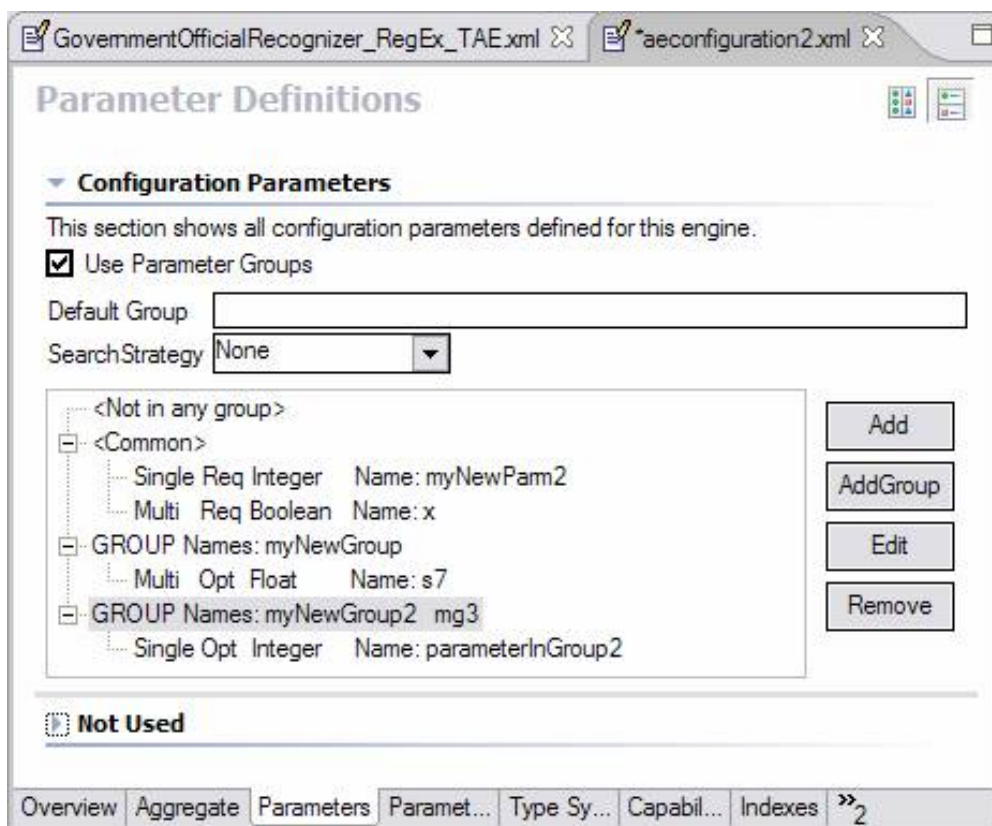 GovernmentOfficialRecognizer_RegEx_TAE.xml *aeconfiguration2.xml
Parameter Definitions
Configuration Parameters
This section shows all configuration parameters defined for this engine.
Use Parameter Groups
Default Group
SearchStrategy None
<Not in any group>
Add
<Common>
Single Req Integer Name: myNewParm2
AddGroup
Multi Req Boolean Name: x
GROUP Names: myNewGroup
Edit
Multi Opt Float Name: s7
GROUP Names: myNewGroup2 mg3
Remove
Single Opt Integer Name: parameterInGroup2
Not Used
Overview Aggregate Parameters Paramet... Type Sy... Capabil... Indexes »2